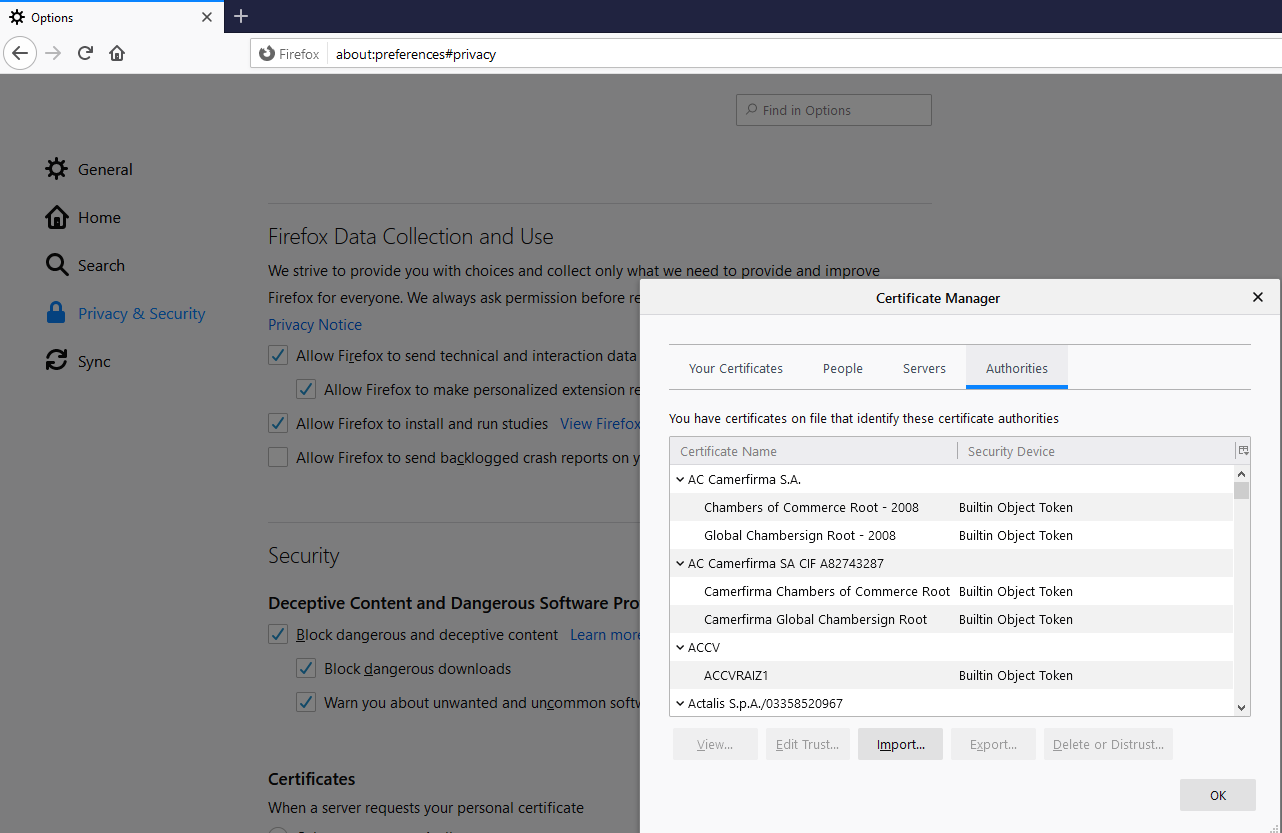 Options
Firefox
about:preferences#privacy
Find in Options
General
Home
Search
Privacy & Security
Sync
Firefox Data Collection and Use
We strive to provide you with choices and collect only what we need to provide and improve
Firefox for everyone. We always ask permission before re
Privacy Notice
Allow Firefox to send technical and interaction data
Allow Firefox to make personalized extension re
Allow Firefox to install and run studies View Firefox
Allow Firefox to send backlogged crash reports on y
Security
Deceptive Content and Dangerous Software Pro
Block dangerous and deceptive content Learn more
Block dangerous downloads
Warn you about unwanted and uncommon softw
Certificates
When a server requests your personal certificate
Certificate Manager
Your Certificates
People
Servers
Authorities
You have certificates on file that identify these certificate authorities
Certificate Name Security Device
AC Camerfirma S.A.
Chambers of Commerce Root - 2008 Builtin Object Token
Global Chambersign Root - 2008 Builtin Object Token
AC Camerfirma SA CIF A82743287
Camerfirma Chambers of Commerce Root Builtin Object Token
Camerfirma Global Chambersign Root Builtin Object Token
ACCV
ACCVRAIZ1 Builtin Object Token
Actalis S.p.A./03358520967
View...
Edit Trust...
Import...
Export...
Delete or Distrust...
OK